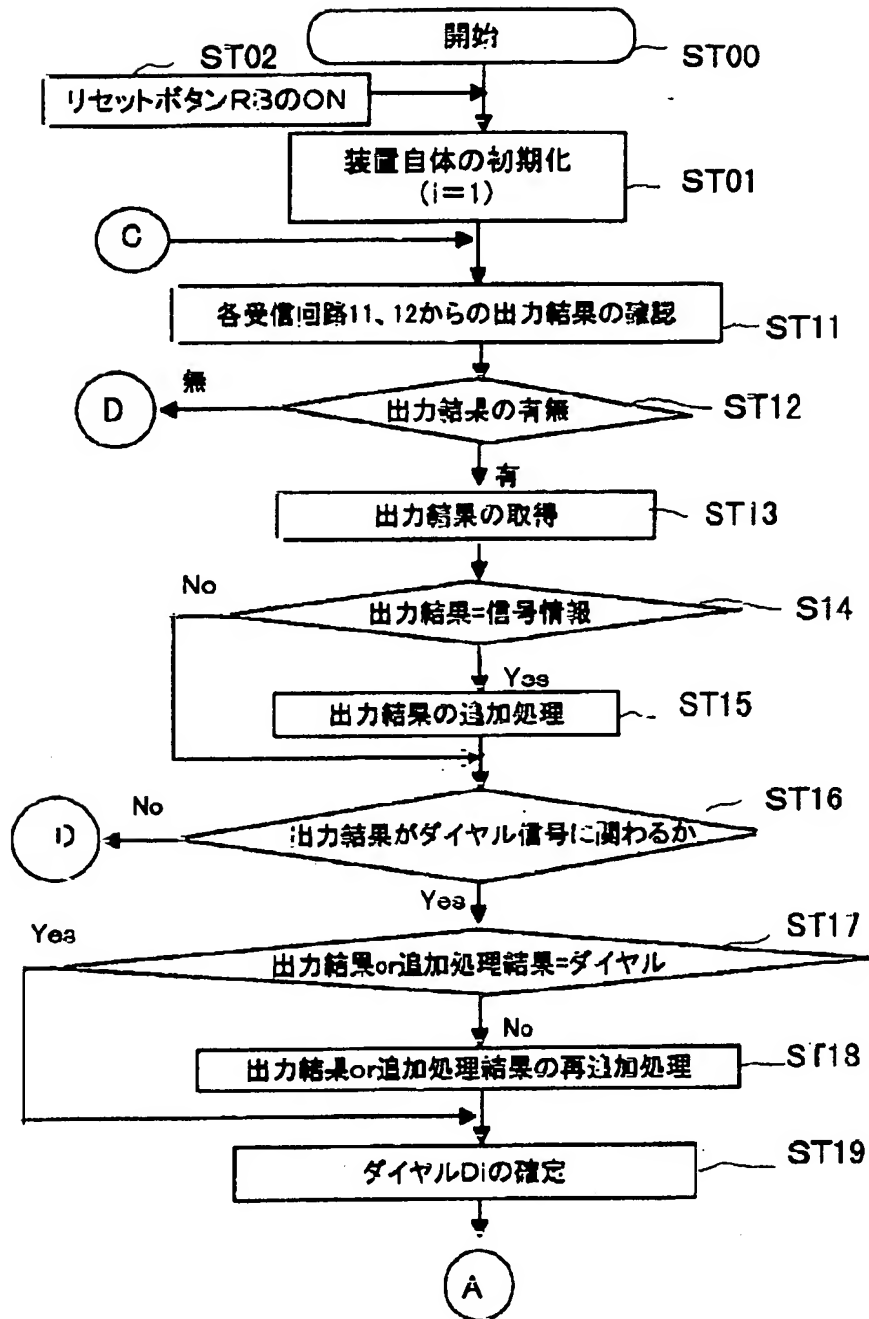 開始
ST00
ST02
リセットボタンRBのON
装置自体の初期化
(i=1)
ST01
C
各受信回路11、12からの出力結果の確認
ST11
無
D
出力結果の有無
ST12
有
出力結果の取得
ST13
No
出力結果=信号情報
S14
Yes
出力結果の追加処理
ST15
ST16
No
D
出力結果がダイヤル信号に関わるか
Yes
Yes
ST17
出力結果or追加処理結果=ダイヤル
No
出力結果or追加処理結果の再追加処理
ST18
ダイヤルDiの確定
ST19
A